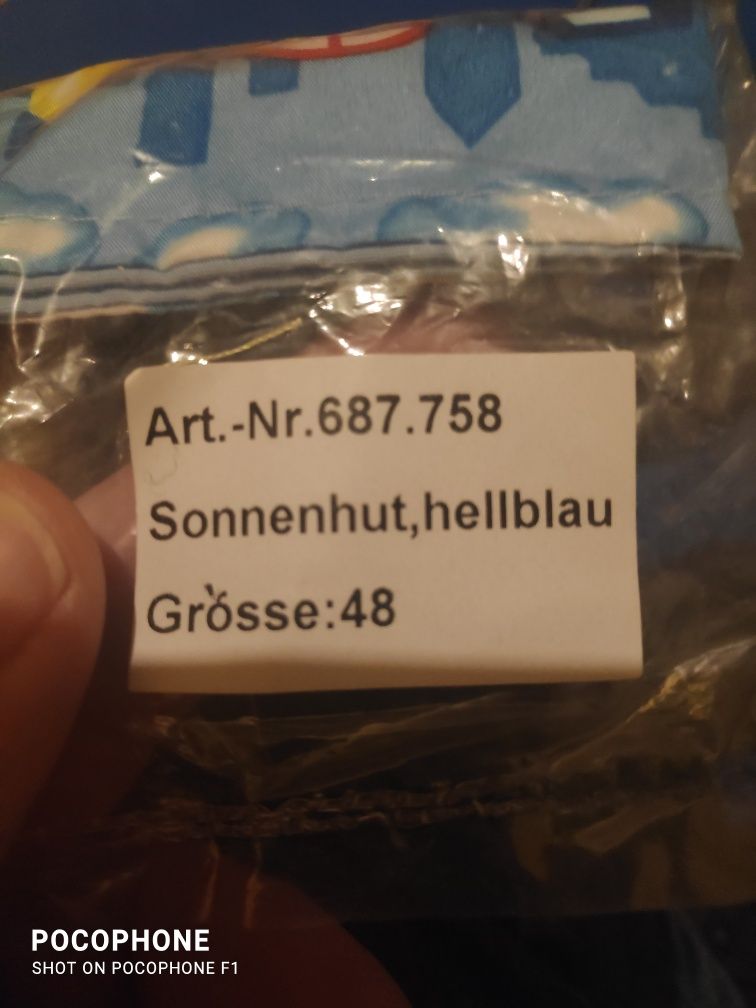 Art.-Nr.687.758
Sonnenhut,hellblau
Grösse:48
POCOPHONE
SHOT ON POCOPHONE F1